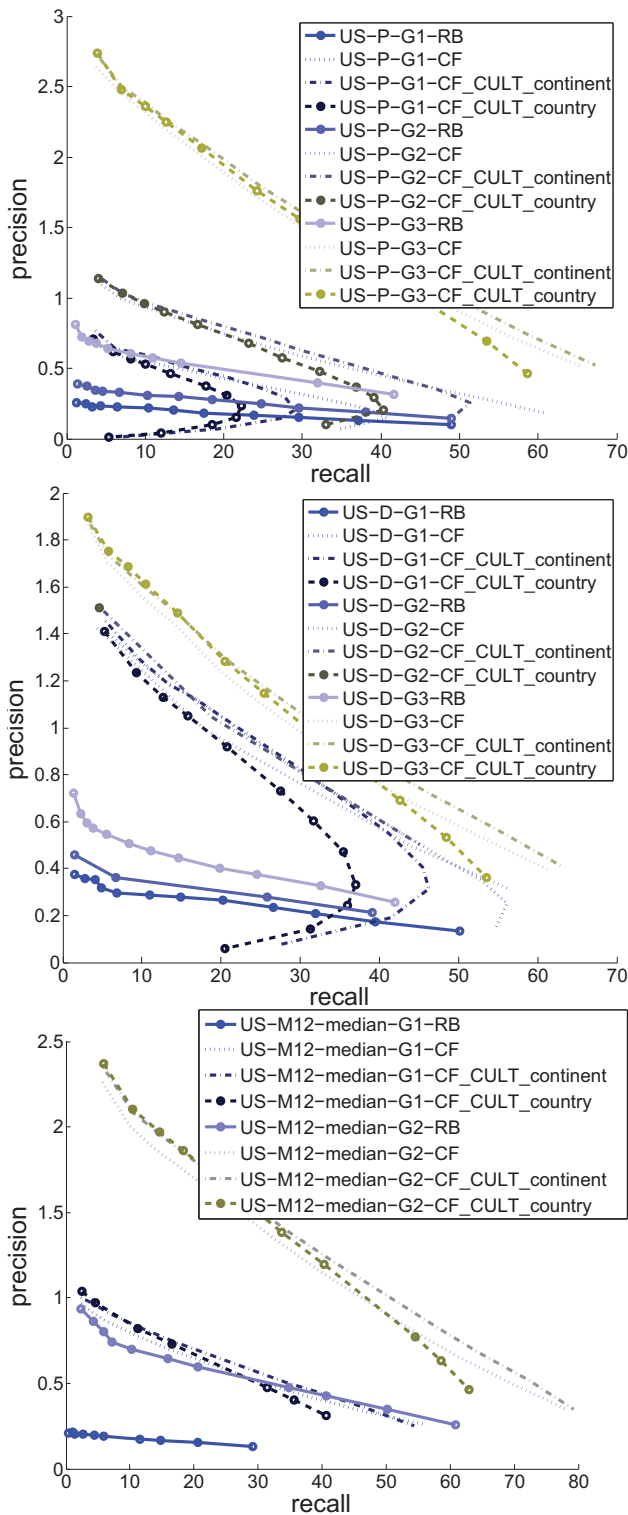 3
2.5
2
1.5
1
0.5
0
0
10
20
30
40
50
60
70
precision
recall
US−P−G1−RB
US−P−G1−CF
US−P−G1−CF_CULT_continent
US−P−G1−CF_CULT_country
US−P−G2−RB
US−P−G2−CF
US−P−G2−CF_CULT_continent
US−P−G2−CF_CULT_country
US−P−G3−RB
US−P−G3−CF
US−P−G3−CF_CULT_continent
US−P−G3−CF_CULT_country
2
1.8
1.6
1.4
1.2
1
0.8
0.6
0.4
0.2
0
0
10
20
30
40
50
60
70
precision
recall
US−D−G1−RB
US−D−G1−CF
US−D−G1−CF_CULT_continent
US−D−G1−CF_CULT_country
US−D−G2−RB
US−D−G2−CF
US−D−G2−CF_CULT_continent
US−D−G2−CF_CULT_country
US−D−G3−RB
US−D−G3−CF
US−D−G3−CF_CULT_continent
US−D−G3−CF_CULT_country
2.5
2
1.5
1
0.5
0
0
10
20
30
40
50
60
70
80
precision
recall
US−M12−median−G1−RB
US−M12−median−G1−CF
US−M12−median−G1−CF_CULT_continent
US−M12−median−G1−CF_CULT_country
US−M12−median−G2−RB
US−M12−median−G2−CF
US−M12−median−G2−CF_CULT_continent
US−M12−median−G2−CF_CULT_country